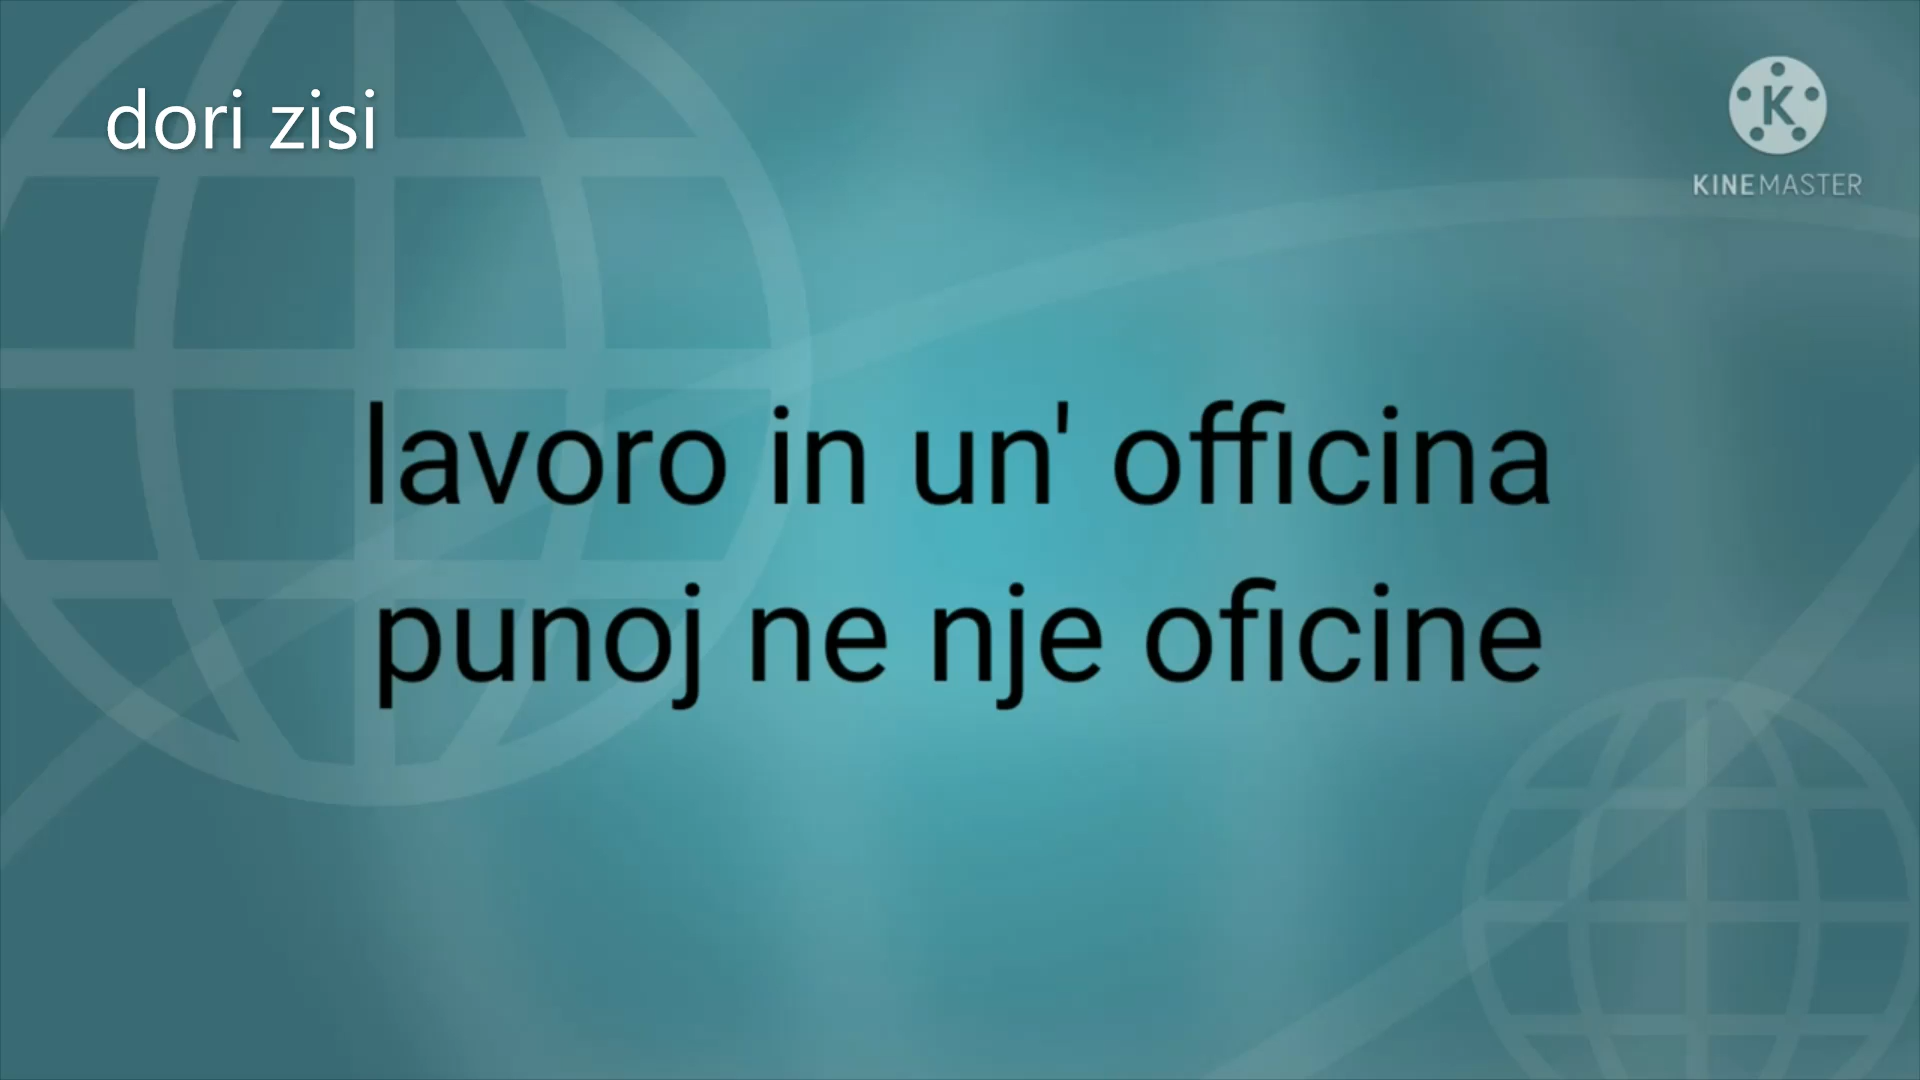 dori zisi
KINEMASTER
lavoro in un' officina
punoj ne nje oficine